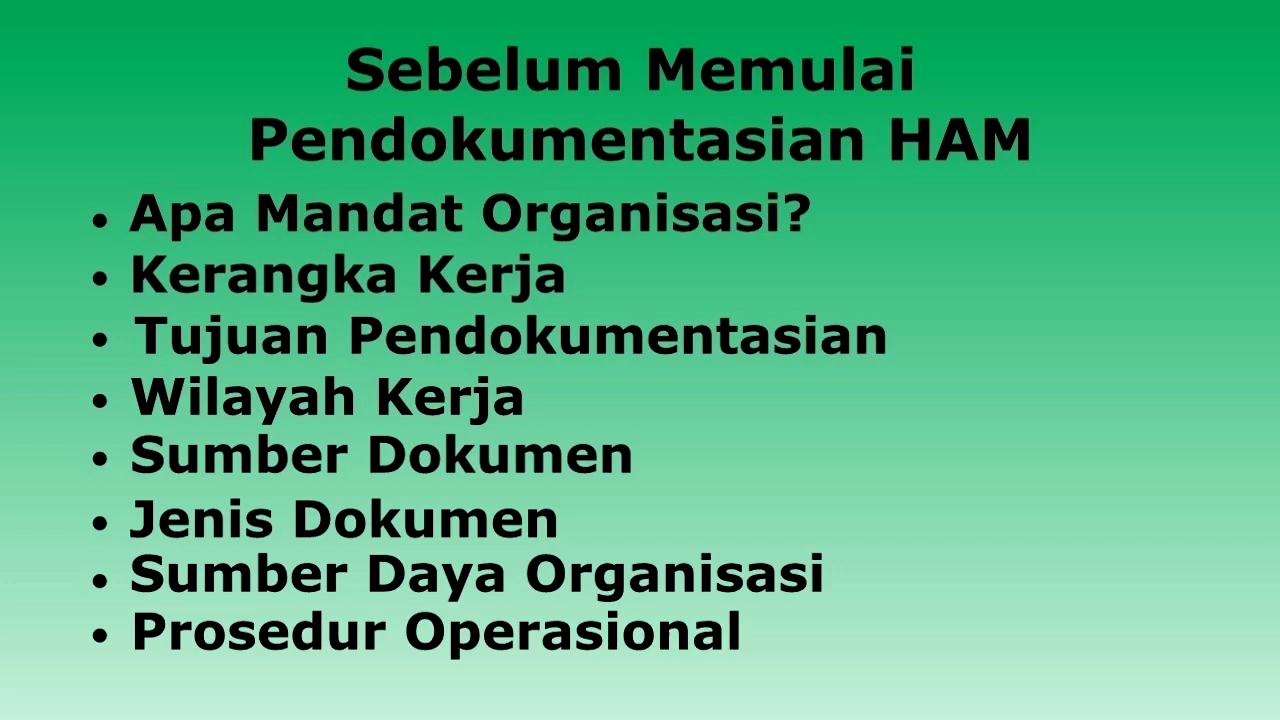 Sebelum Memulai
Pendokumentasian HAM
• Apa Mandat Organisasi?
• Kerangka Kerja
• Tujuan Pendokumentasian
• Wilayah Kerja
• Sumber Dokumen
• Jenis Dokumen
• Sumber Daya Organisasi
• Prosedur Operasional